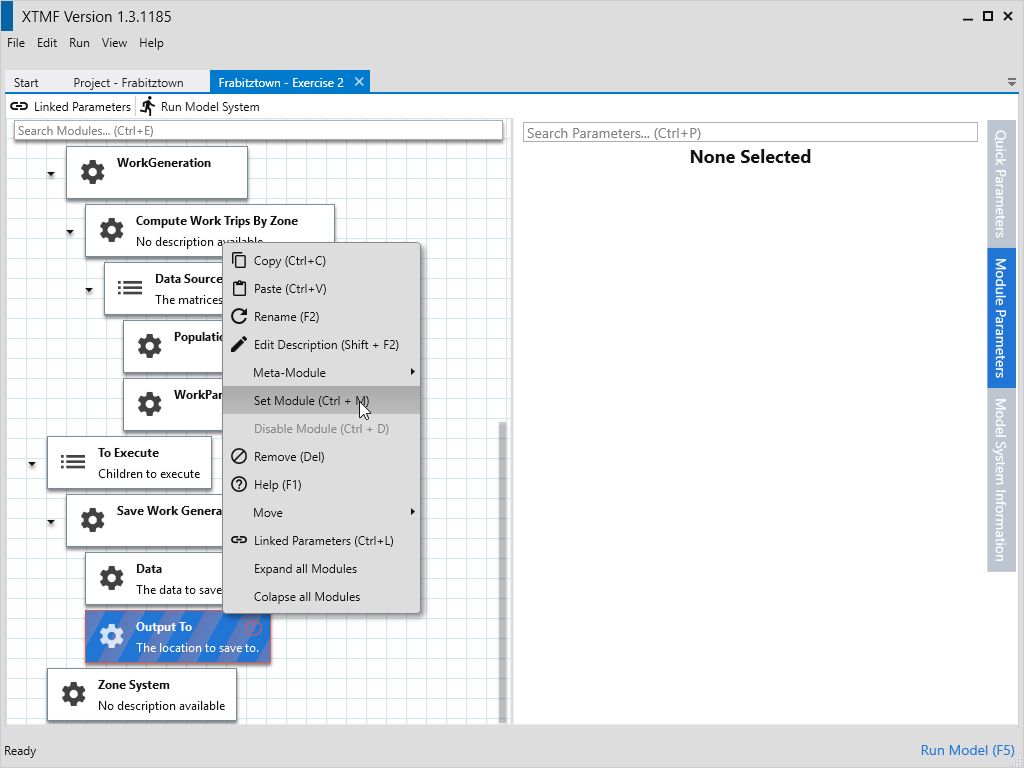 XTMF Version 1.3.1185
File Edit Run View Help
Start Project - Frabitztown Frabitztown - Exercise 2
Linked Parameters Run Model System
Search Modules... (Ctrl+E)
Search Parameters... (Ctrl+P)
None Selected
WorkGeneration
Compute Work Trips By Zone
No description available
Data Source
The matrices
To Execute
Children to execute
Save Work
Data
The data to save
Output To
The location to save to.
Zone System
No description available
Copy (Ctrl+C)
Paste (Ctrl+V)
Rename (F2)
Edit Description (Shift + F2)
Meta-Module
Set Module (Ctrl + M)
Disable Module (Ctrl + D)
Remove (Del)
Help (F1)
Move
Linked Parameters (Ctrl+L)
Expand all Modules
Colapse all Modules
Quick Parameters
Module Parameters
Model System Information
Ready
Run Model (F5)